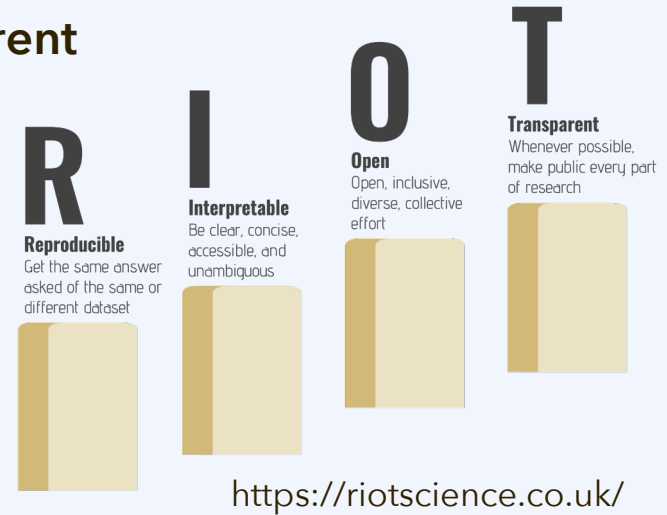 rent
R
Reproducible
Get the same answer
asked of the same or
different dataset
I
Interpretable
Be clear, concise,
accessible, and
unambiguous
O
Open
Open, inclusive,
diverse, collective
effort
T
Transparent
Whenever possible,
make public every part
of research
https://riotscience.co.uk/